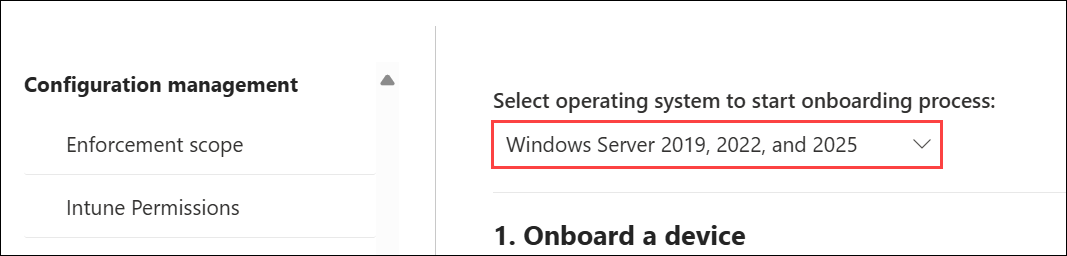 Configuration management
Enforcement scope
Intune Permissions
Select operating system to start onboarding process:
Windows Server 2019, 2022, and 2025
1. Onboard a device